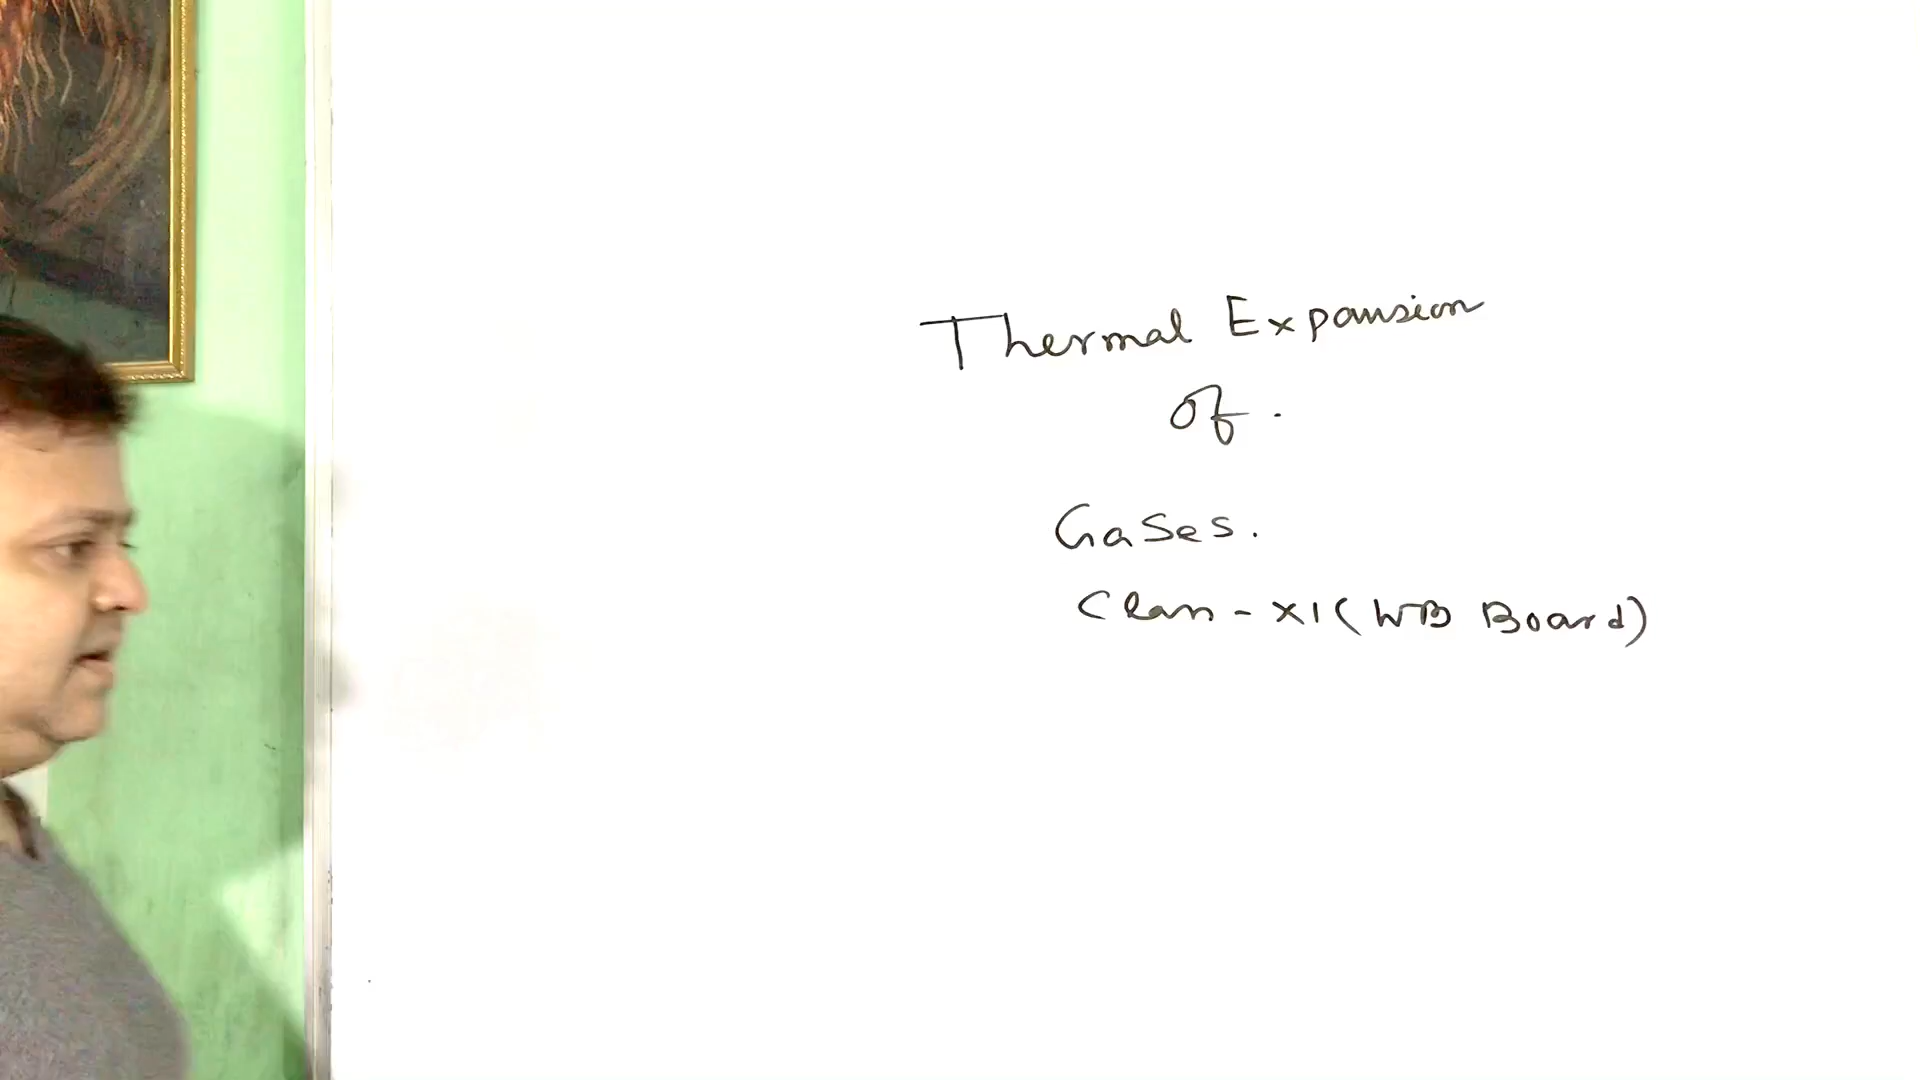 Thermal Expansion
of.
Gases.
Class - XI (WB Board)